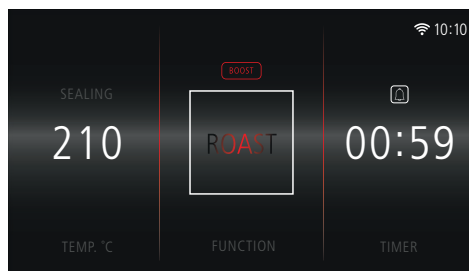 10:10
BOOST
SEALING
210
ROAST
00:59
TEMP. °C
FUNCTION
TIMER